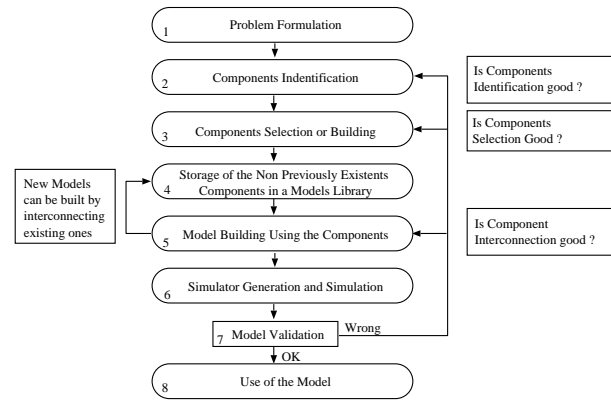 1 Problem Formulation
2 Components Indentification
Is Components
Identification good ?
3 Components Selection or Building
Is Components
Selection Good ?
New Models
can be built by
interconnecting
existing ones
4 Storage of the Non Previously Existents
Components in a Models Library
5 Model Building Using the Components
Is Component
Interconnection good ?
6 Simulator Generation and Simulation
7 Model Validation
Wrong
OK
8 Use of the Model